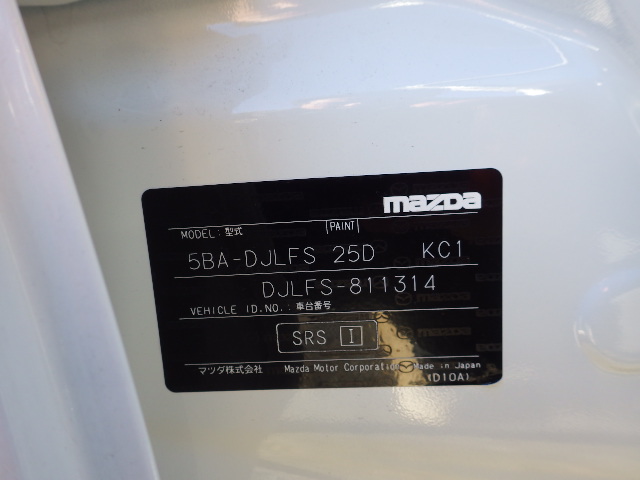 mazda
MODEL:型式 PAINT
5BA-DJLFS 25D KC1
DJLFS-811314
VEHICLE ID.NO.:車台番号
SRS I
マツダ株式会社 Mazda Motor Corporation Made in Japan
(D10A)